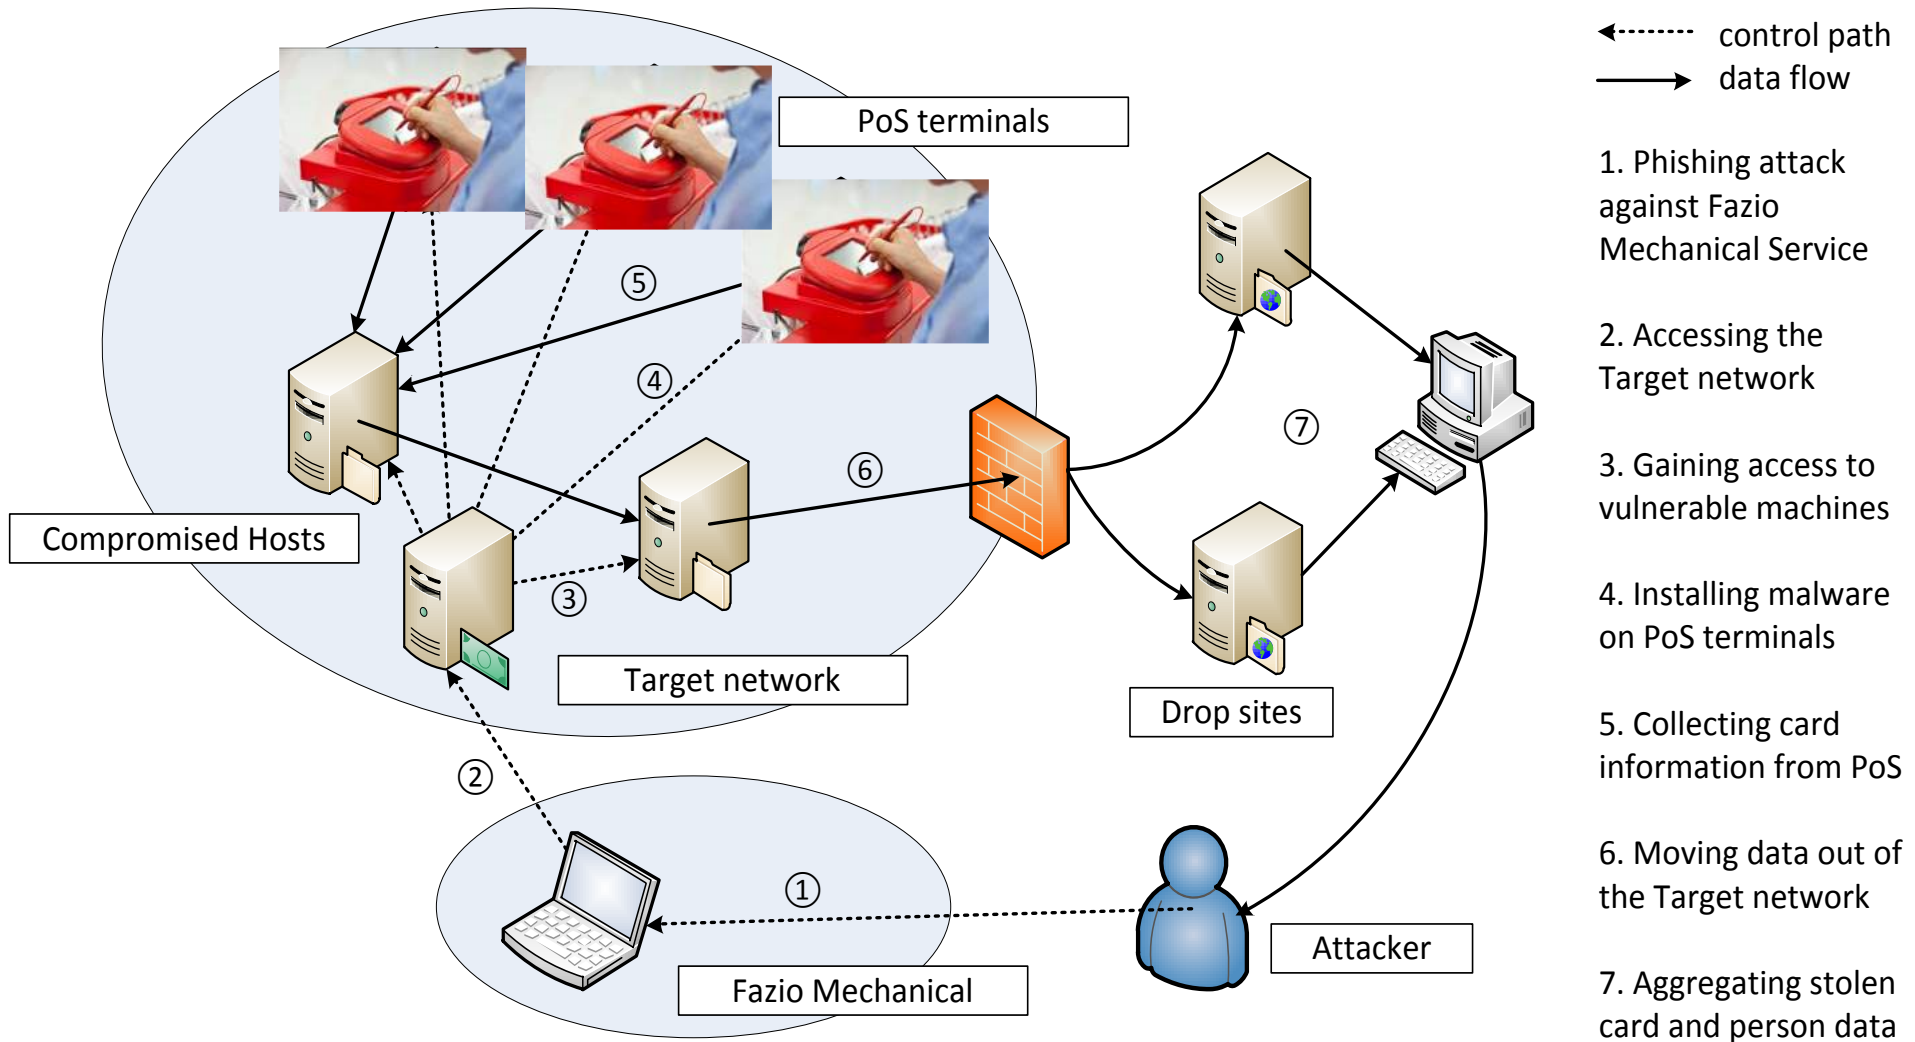 control path
data flow
PoS terminals
1. Phishing attack
against Fazio
Mechanical Service
2. Accessing the
Target network
3. Gaining access to
vulnerable machines
4. Installing malware
on PoS terminals
5. Collecting card
information from PoS
6. Moving data out of
the Target network
7. Aggregating stolen
card and person data
⑤
④
⑦
⑥
Compromised Hosts
③
Target network
Drop sites
②
①
Attacker
Fazio Mechanical